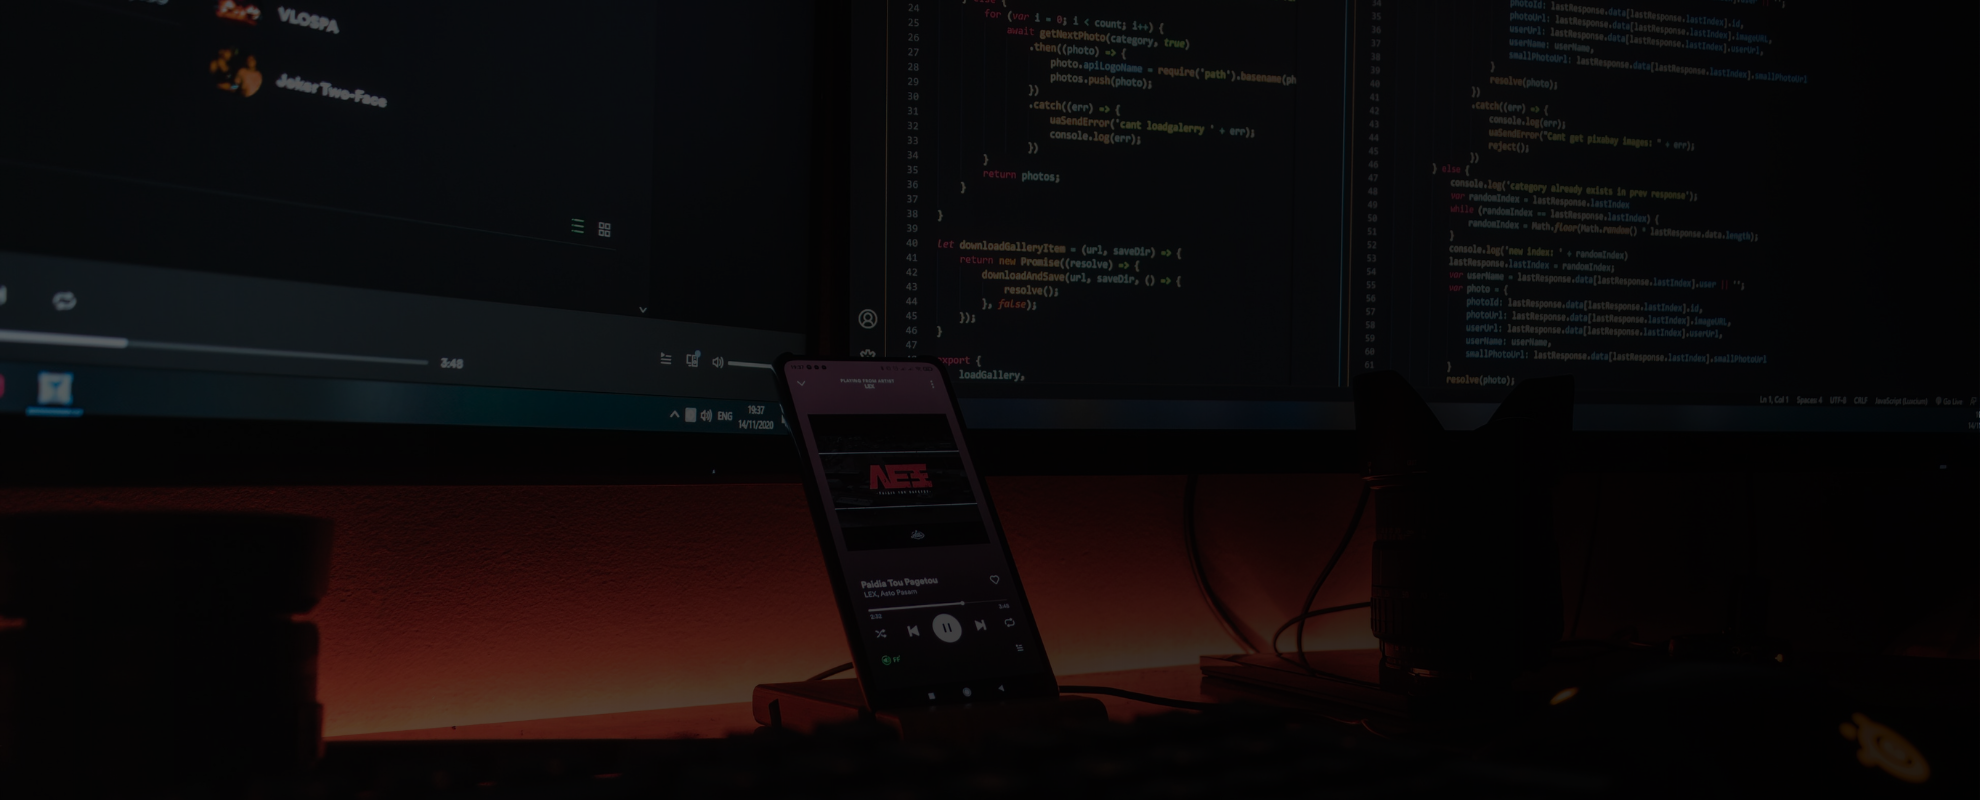 VLOSPA
Joker Two-Face
3:48
ENG
19:37
14/11/2020
24
25 for (var i = 0; i < count; i++) {
26 await getNextPhoto(category, true)
27 .then((photo) => {
28 photo.apiLogoName = require('path').basename(ph
29 photos.push(photo);
30 })
31 .catch((err) => {
32 uaSendError('cant loadgalerry ' + err);
33 console.log(err);
34 })
35 }
36 return photos;
37 }
38 }
39
40 let downloadGalleryItem = (url, saveDir) => {
41 return new Promise((resolve) => {
42 downloadAndSave(url, saveDir, () => {
43 resolve();
44 }, false);
45 });
46 }
47
export {
loadGallery,
34
35 photoId: lastResponse.data[lastResponse.lastIndex].id,
36 photoUrl: lastResponse.data[lastResponse.lastIndex].imageURL,
37 userUrl: lastResponse.data[lastResponse.lastIndex].userUrl,
38 userName: userName,
39 smallPhotoUrl: lastResponse.data[lastResponse.lastIndex].smallPhotoUrl
40 }
41 resolve(photo);
42 })
43 .catch((err) => {
44 console.log(err);
45 uaSendError("Cant get pixabay images: " + err);
46 reject();
47 })
48 } else {
49 console.log('category already exists in prev response');
50 var randomIndex = lastResponse.lastIndex
51 while (randomIndex == lastResponse.lastIndex) {
52 randomIndex = Math.floor(Math.random() * lastResponse.data.length);
53 }
54 console.log('new index: ' + randomIndex)
55 lastResponse.lastIndex = randomIndex;
56 var userName = lastResponse.data[lastResponse.lastIndex].user || '';
57 var photo = {
58 photoId: lastResponse.data[lastResponse.lastIndex].id,
59 photoUrl: lastResponse.data[lastResponse.lastIndex].imageURL,
60 userUrl: lastResponse.data[lastResponse.lastIndex].userUrl,
61 userName: userName,
smallPhotoUrl: lastResponse.data[lastResponse.lastIndex].smallPhotoUrl
}
resolve(photo);
Ln 1, Col 1 Spaces: 4 UTF-8 CRLF JavaScript Go Live
PLAYING FROM ARTIST
LEX
Paidia Tou Pagetou
LEX, Asto Pasam
3:48